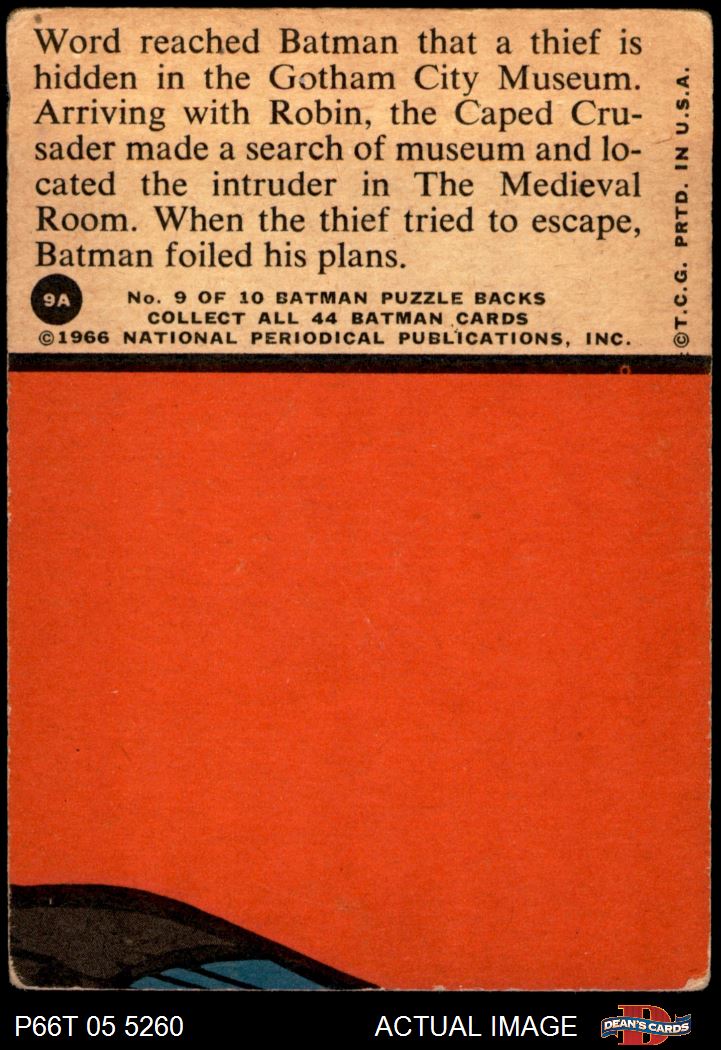 Word reached Batman that a thief is
hidden in the Gotham City Museum.
Arriving with Robin, the Caped Cru-
sader made a search of museum and lo-
cated the intruder in The Medieval
Room. When the thief tried to escape,
Batman foiled his plans.
9A
No. 9 OF 10 BATMAN PUZZLE BACKS
COLLECT ALL 44 BATMAN CARDS
©1966 NATIONAL PERIODICAL PUBLICATIONS, INC.
©T.C.G. PRTD. IN U.S.A.
P66T 05 5260
ACTUAL IMAGE
DEAN'S CARDS